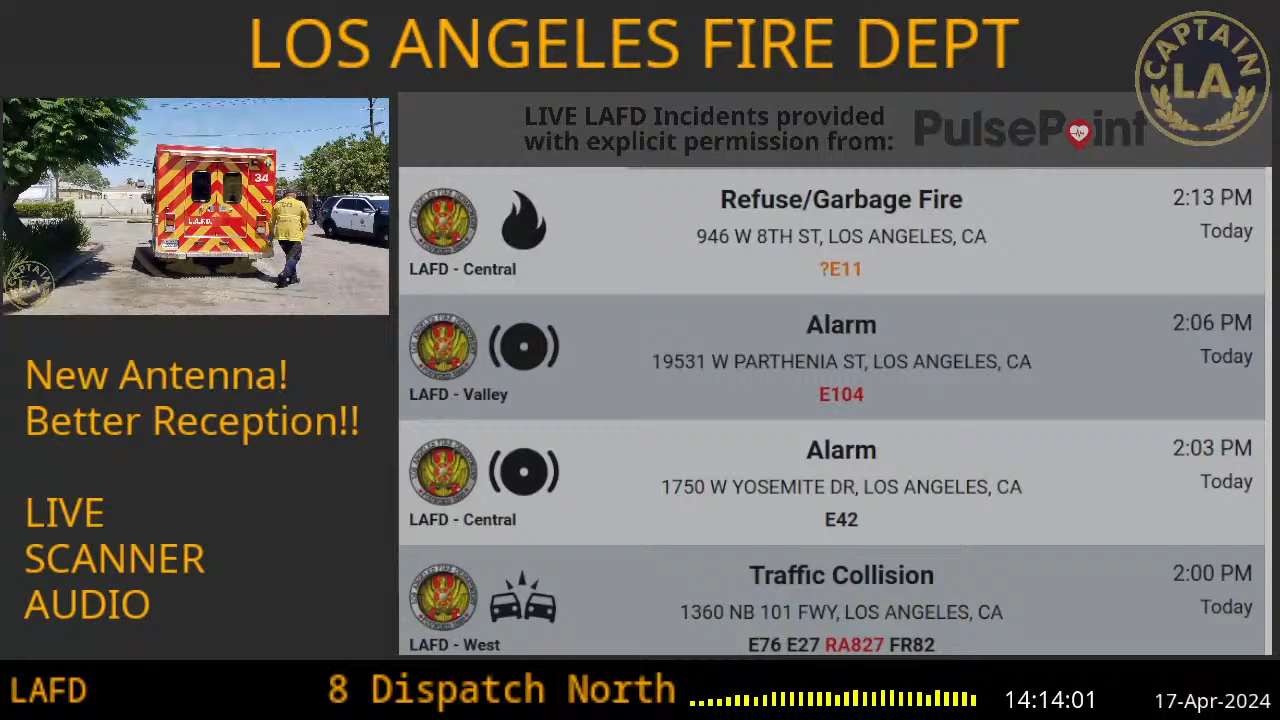 LOS ANGELES FIRE DEPT
CAPTAIN
LA
LIVE LAFD Incidents provided
with explicit permission from:
PulsePoint
34
L.A.F.D.
CAPTAIN
LA
New Antenna!
Better Reception!!
LIVE
SCANNER
AUDIO
Refuse/Garbage Fire
2:13 PM
946 W 8TH ST, LOS ANGELES, CA
Today
LAFD - Central
?E11
Alarm
2:06 PM
19531 W PARTHENIA ST, LOS ANGELES, CA
Today
LAFD - Valley
E104
Alarm
2:03 PM
1750 W YOSEMITE DR, LOS ANGELES, CA
Today
LAFD - Central
E42
Traffic Collision
2:00 PM
1360 NB 101 FWY, LOS ANGELES, CA
Today
LAFD - West
E76 E27 RA827 FR82
LAFD
8 Dispatch North
14:14:01
17-Apr-2024